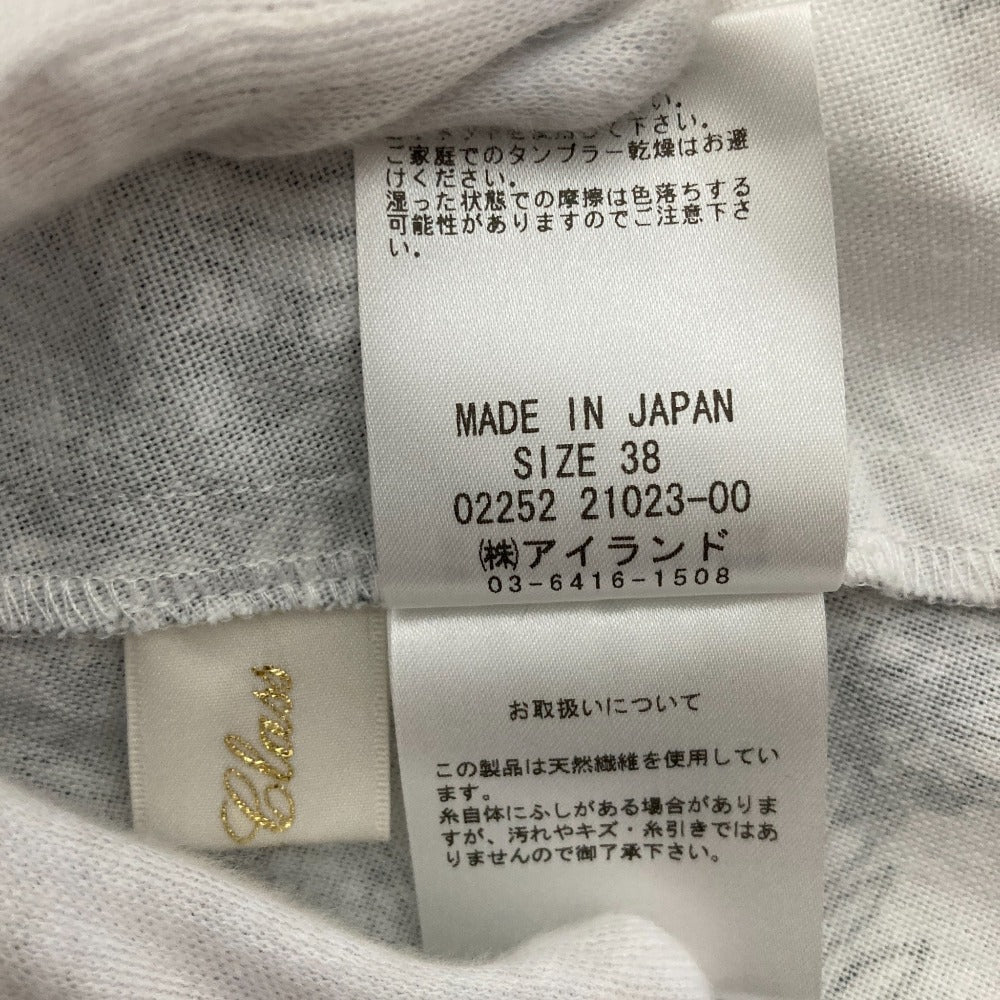 い。
ご家庭でのタンブラー乾燥はお避
けください。
湿った状態での摩擦は色落ちする
可能性がありますのでご注意下さ
い。
MADE IN JAPAN
SIZE 38
02252 21023-00
㈱アイランド
03-6416-1508
Class
お取扱いについて
この製品は天然繊維を使用してい
ます。
糸自体にふしがある場合がありま
すが、汚れやキズ・糸引きではあ
りませんので御了承下さい。